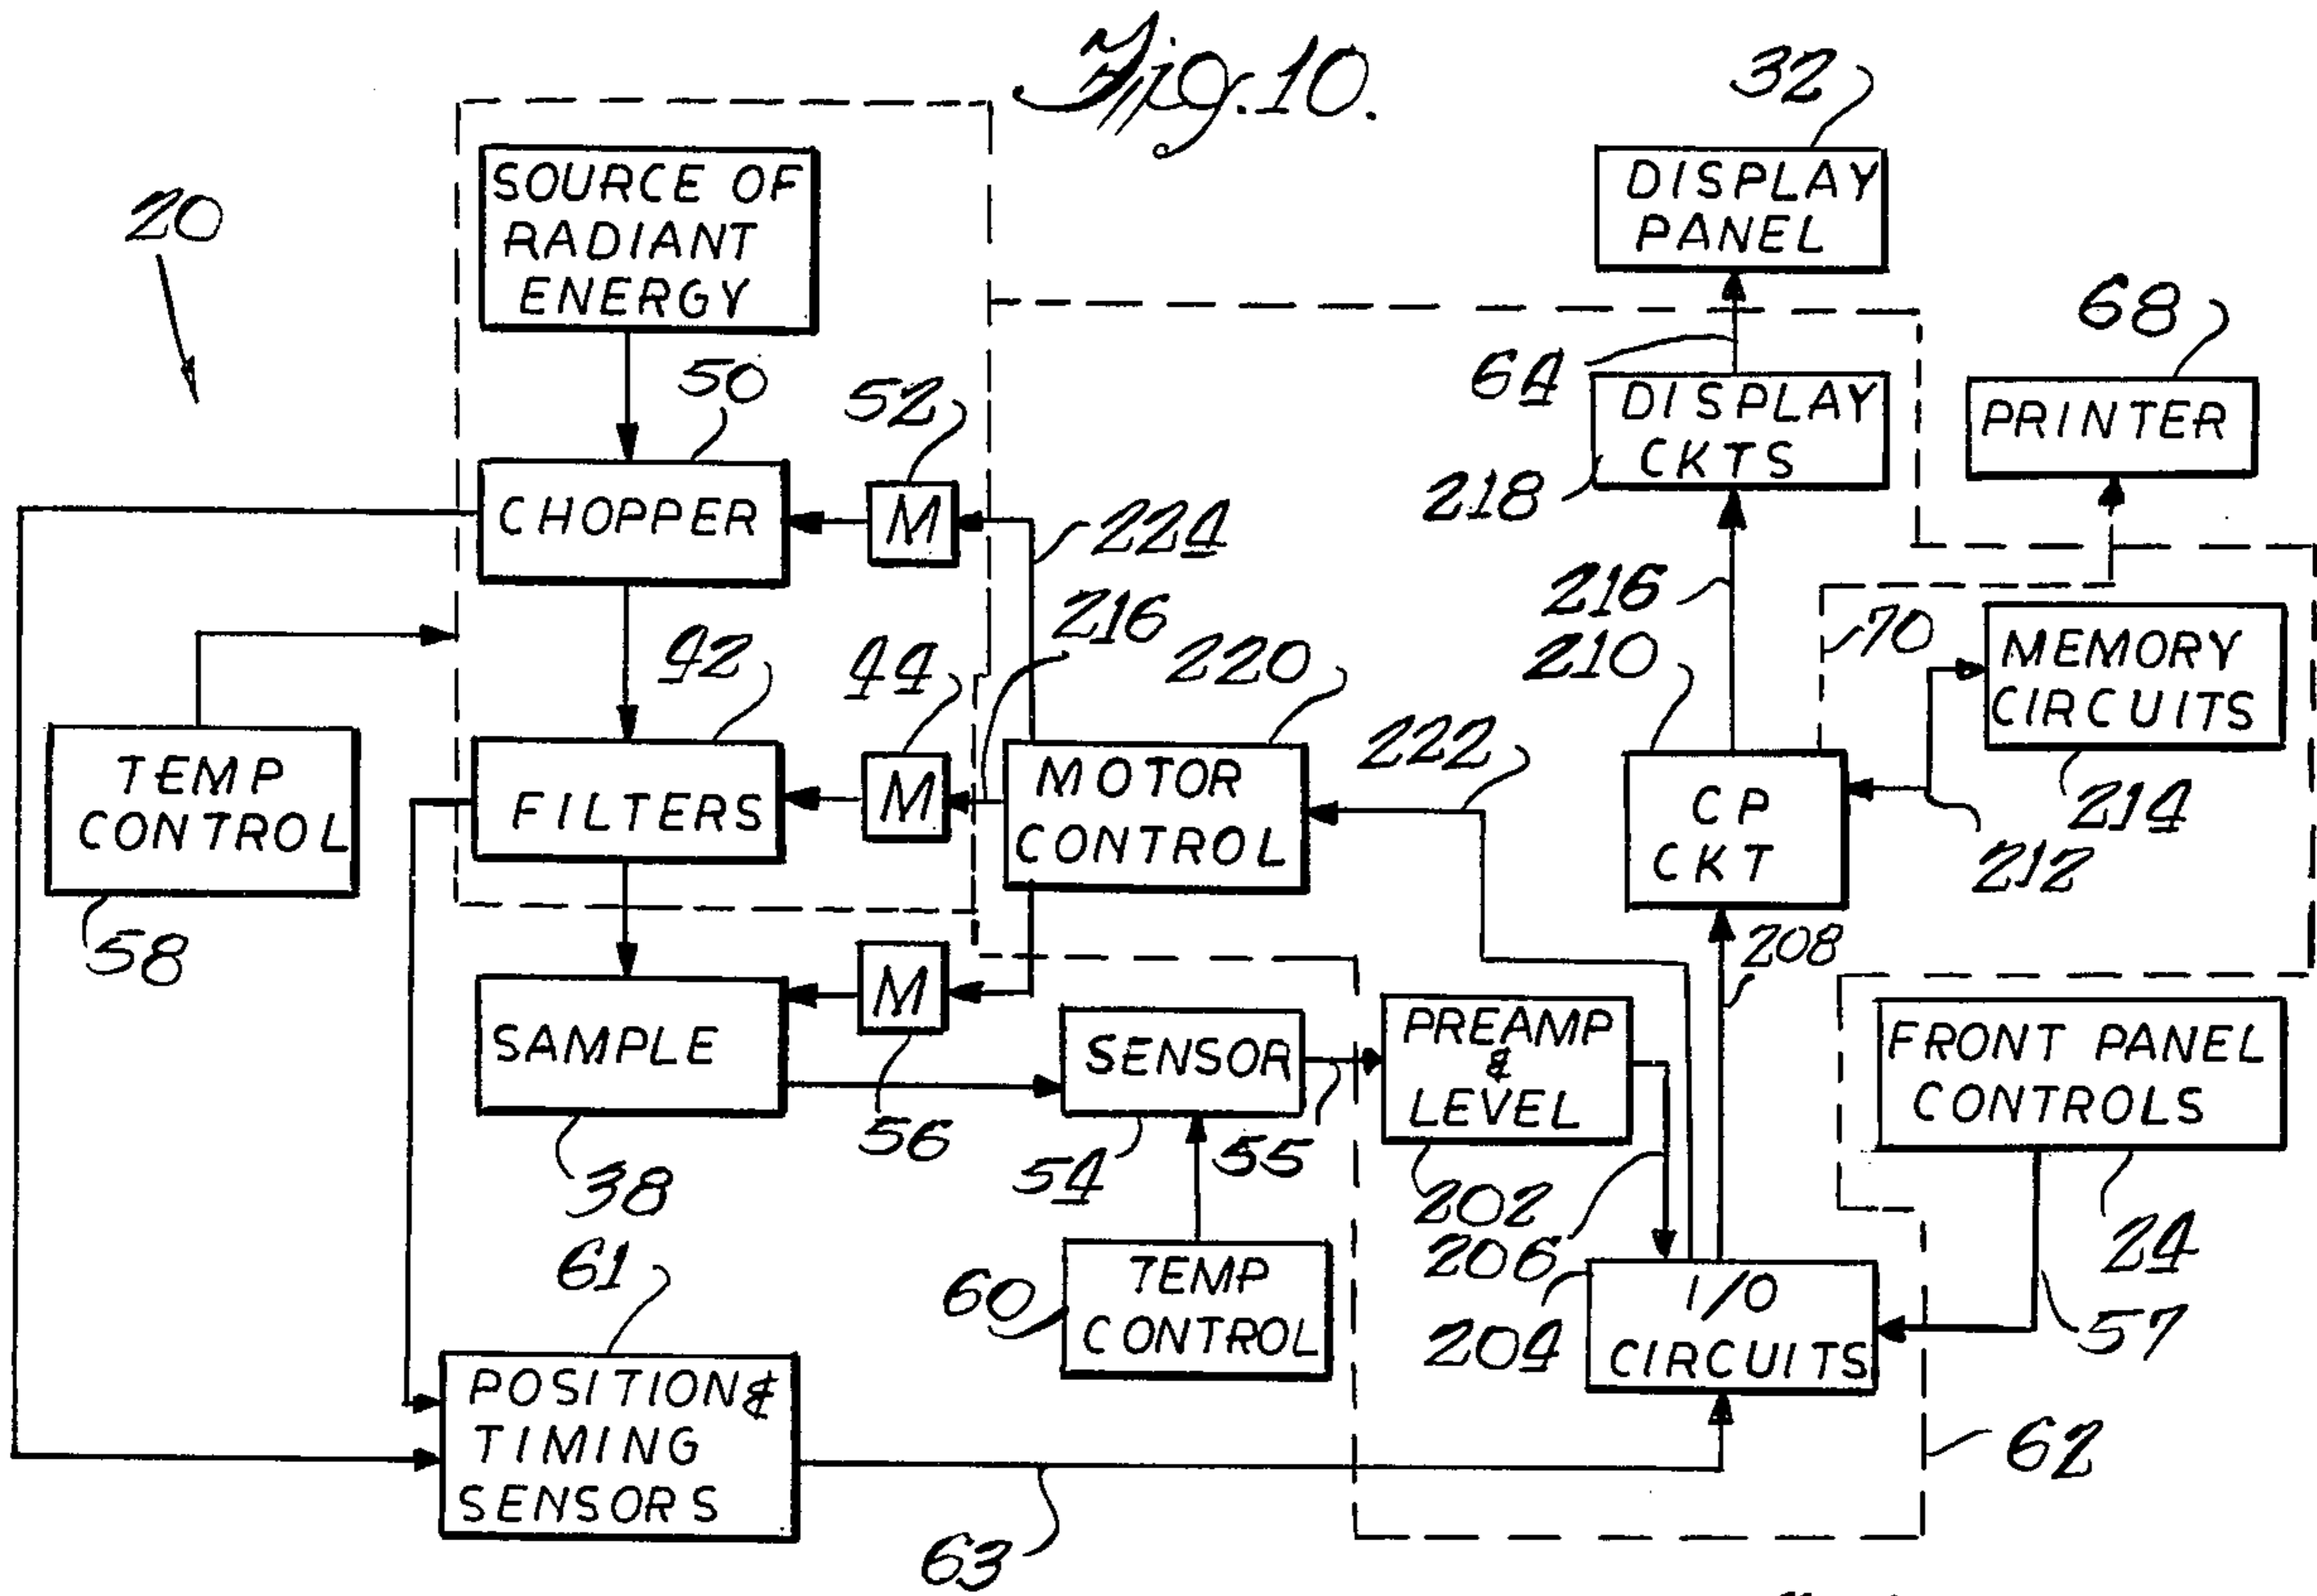 Fig. 10.
20
SOURCE OF
RADIANT
ENERGY
32
DISPLAY
PANEL
64
68
PRINTER
50
52
CHOPPER
M
224
DISPLAY
CKTS
218
216
216
210
70
MEMORY
CIRCUITS
214
212
42
44
220
TEMP
CONTROL
58
FILTERS
M
MOTOR
CONTROL
222
CP
CKT
208
SAMPLE
38
M
56
SENSOR
54
55
PREAMP
&
LEVEL
202
206
FRONT PANEL
CONTROLS
24
57
61
60
TEMP
CONTROL
204
I/O
CIRCUITS
POSITION &
TIMING
SENSORS
63
62